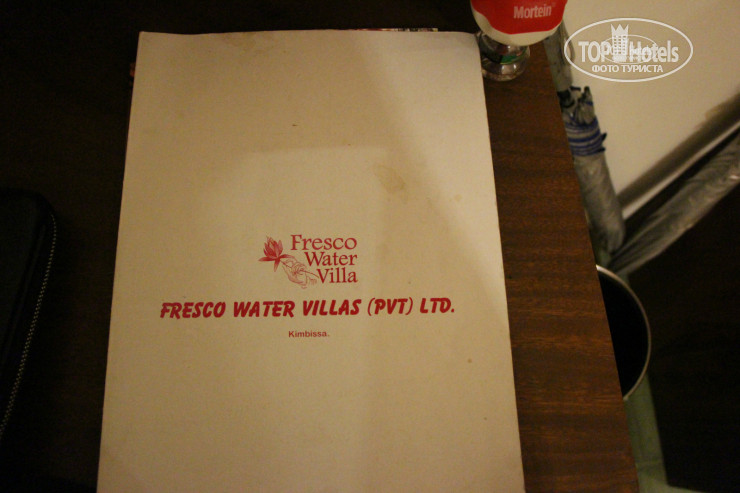 Mortein
TOP Hotels
ФОТО ТУРИСТА
Fresco
Water
Villa
FRESCO WATER VILLAS (PVT) LTD.
Kimbissa.